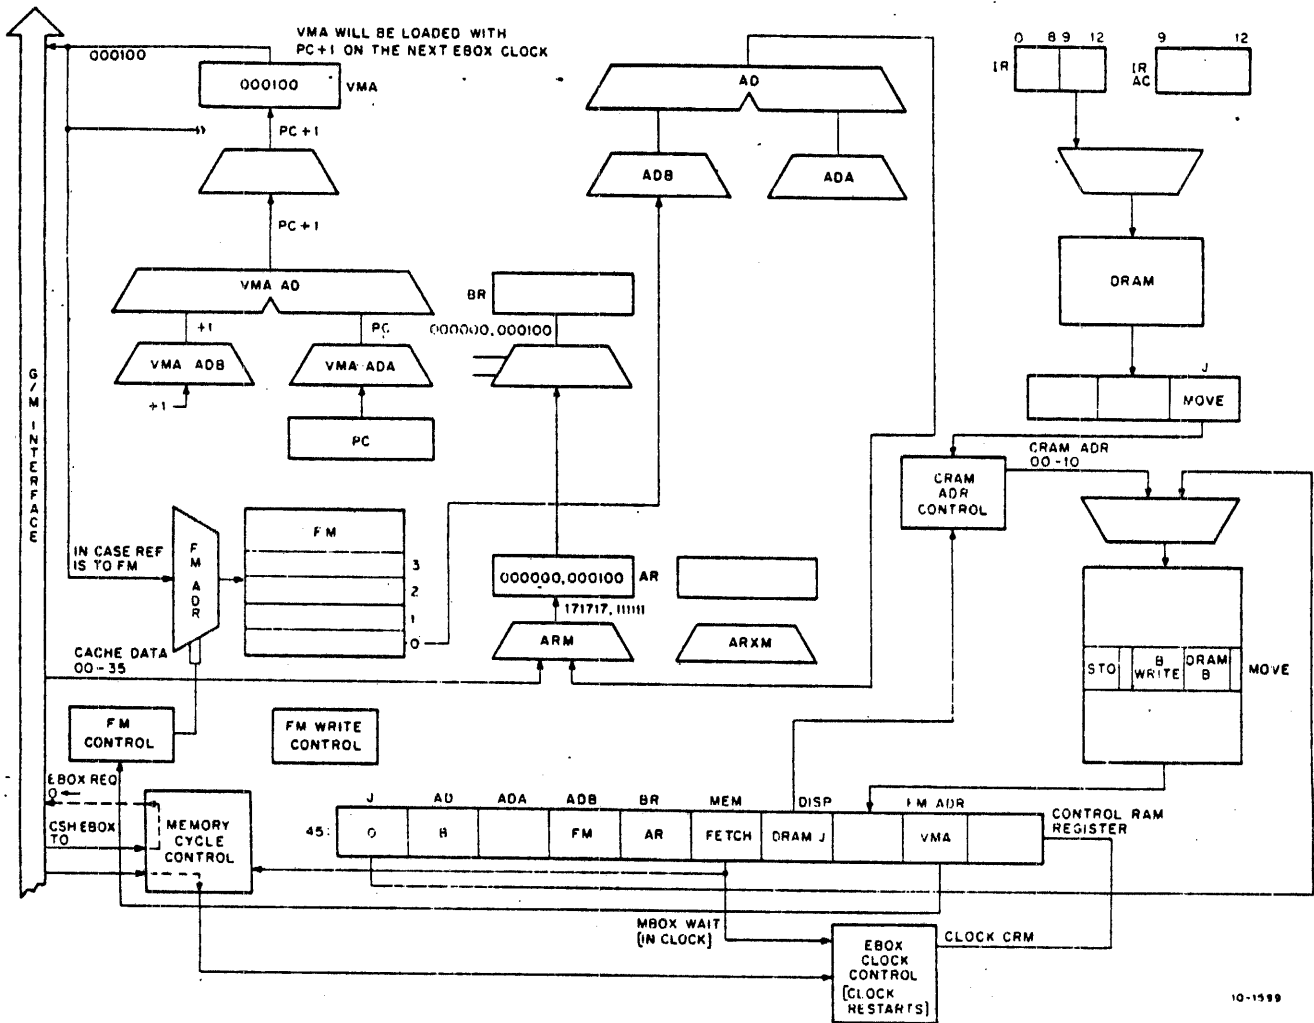 VMA WILL BE LOADED WITH
PC+1 ON THE NEXT EBOX CLOCK
000100
000100
VMA
PC+1
PC+1
VMA AD
+1
PC
VMA ADB
VMA ADA
+1
PC
AD
ADB
ADA
BR
000000,000100
0 8 9 12
IR
9 12
IR
AC
DRAM
J
MOVE
CRAM ADR
00-10
CRAM
ADR
CONTROL
E/M INTERFACE
IN CASE REF
IS TO FM
FM ADR
FM
3
2
1
0
000000,000100
AR
171717,111111
ARM
ARXM
CACHE DATA
00-35
STO
B
WRITE
DRAM
B
MOVE
FM
CONTROL
FM WRITE
CONTROL
EBOX REQ
0
CSH EBOX
TO
MEMORY
CYCLE
CONTROL
J AD ADA ADB BR MEM DISP FM ADR
45: 0 B FM AR FETCH DRAM J VMA
CONTROL RAM
REGISTER
MBOX WAIT
[IN CLOCK]
EBOX
CLOCK
CONTROL
[CLOCK
RESTARTS]
CLOCK CRM
10-1599